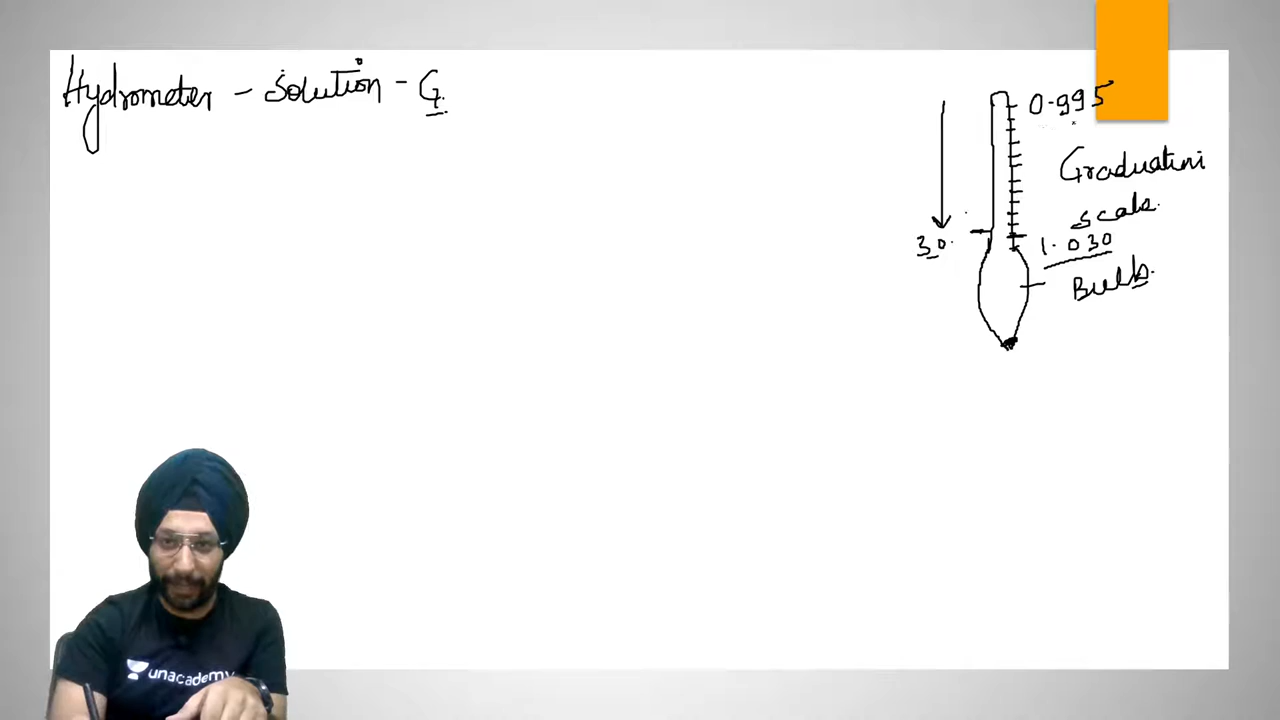 Hydrometer - Solution - G
0.995
Graduation
scale.
30.
1.030
Bulb.
unacademy